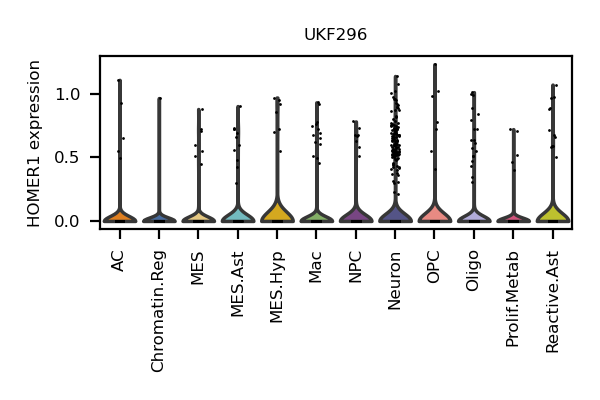 UKF296
HOMER1 expression
1.0
0.5
0.0
AC
Chromatin.Reg
MES
MES.Ast
MES.Hyp
Mac
NPC
Neuron
OPC
Oligo
Prolif.Metab
Reactive.Ast